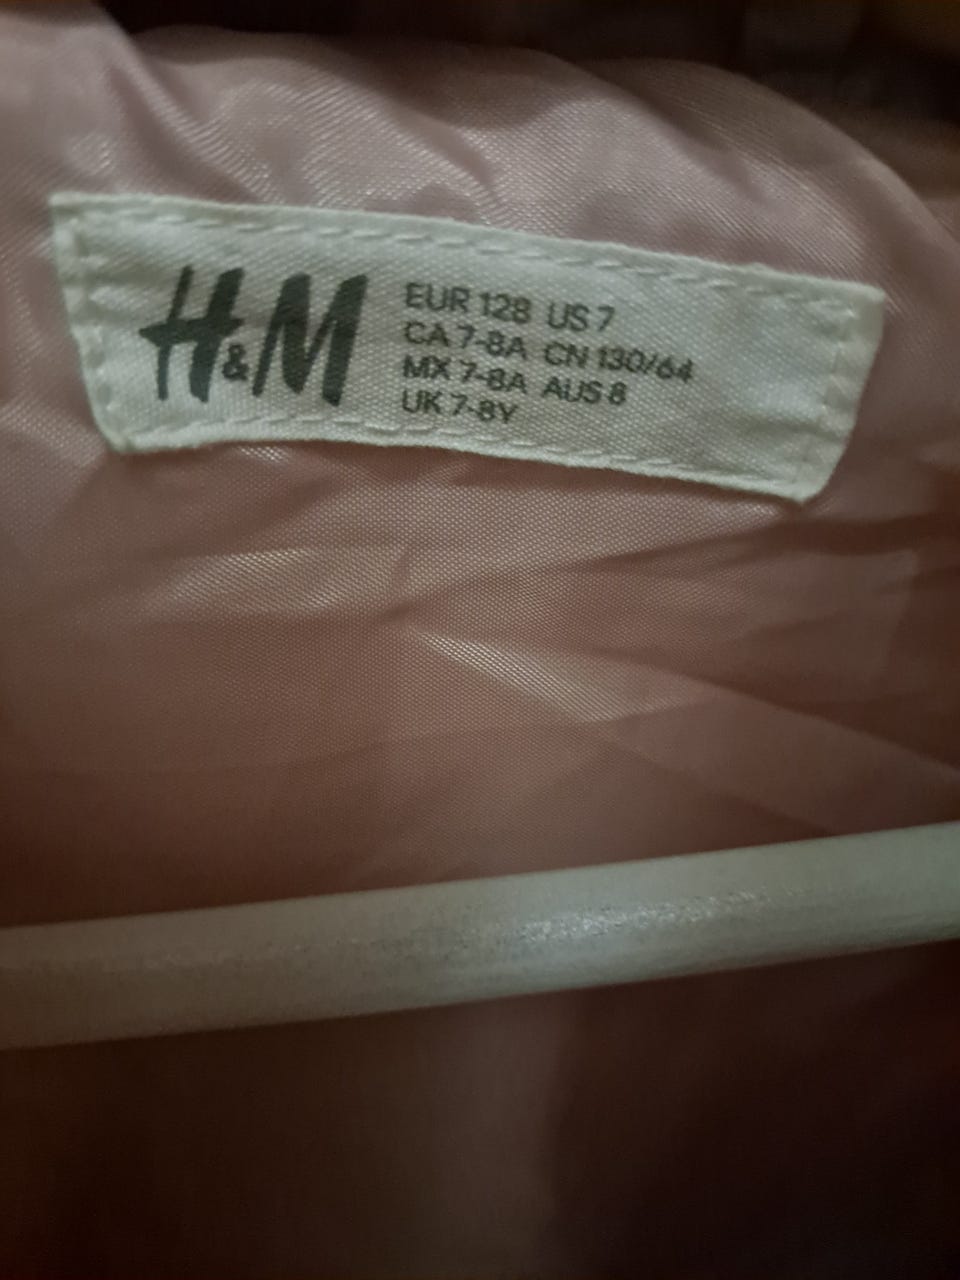 H&M
EUR 128 US 7
CA 7-8A CN 130/64
MX 7-8A AUS 8
UK 7-8Y